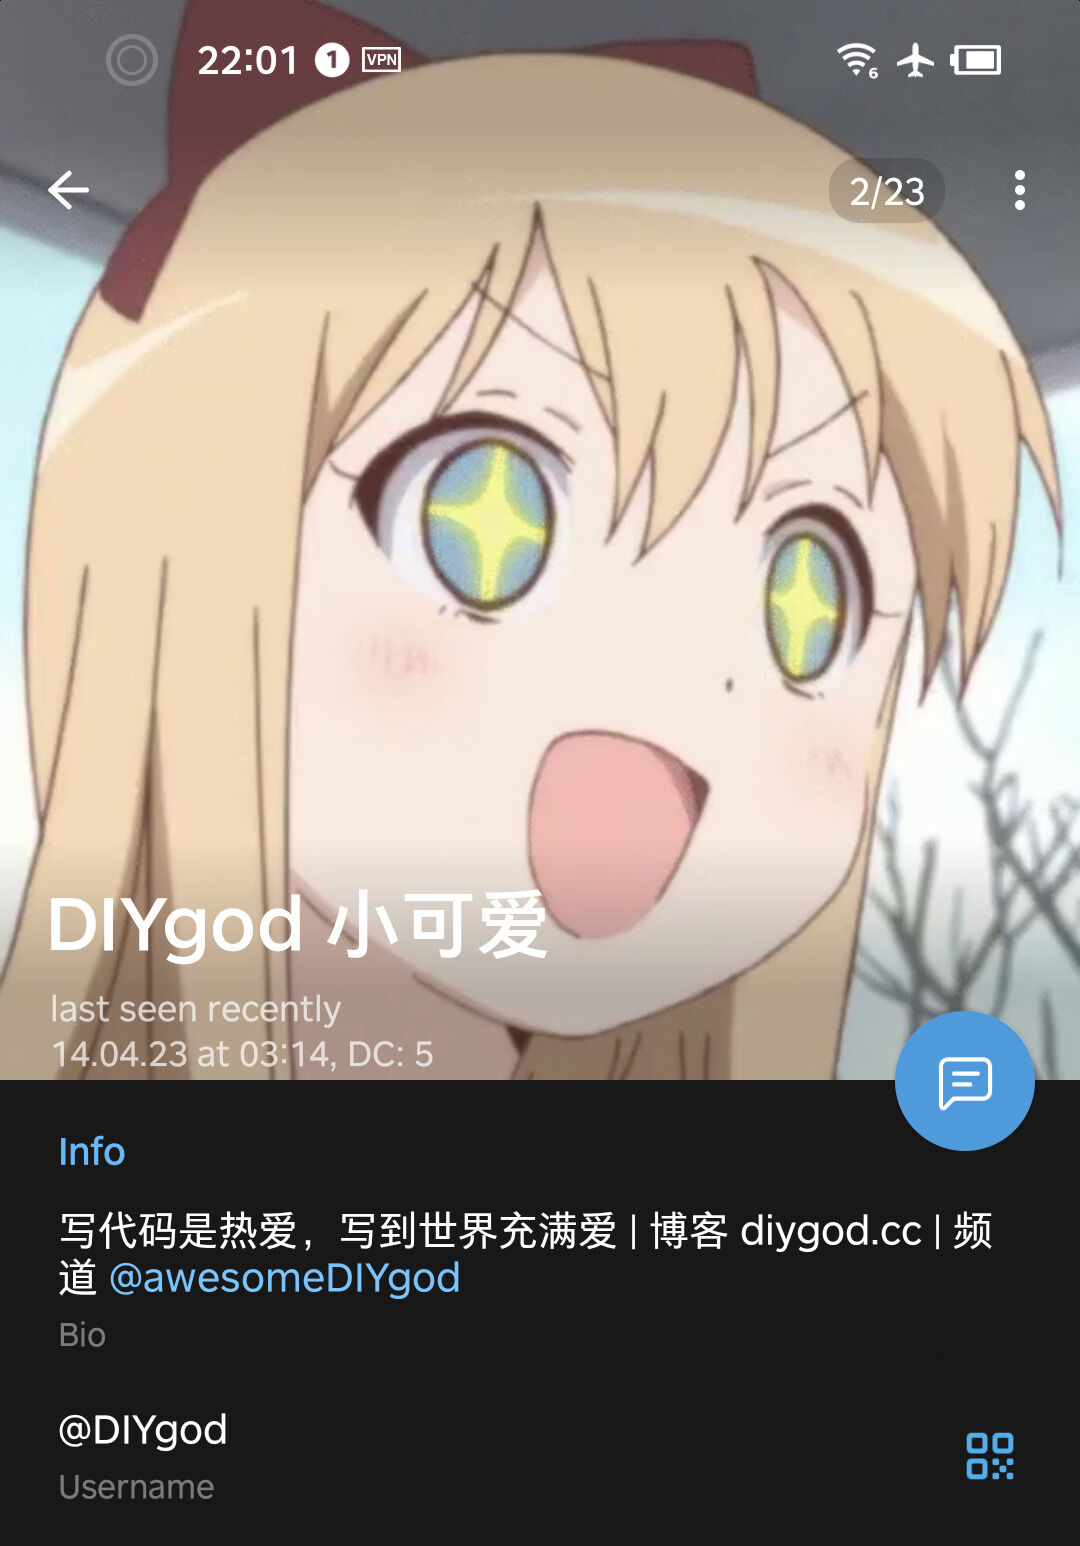 22:01 1 VPN 6
2/23
DIYgod 小可爱
last seen recently
14.04.23 at 03:14, DC: 5
Info
写代码是热爱，写到世界充满爱 | 博客 diygod.cc | 频
道 @awesomeDIYgod
Bio
@DIYgod
Username